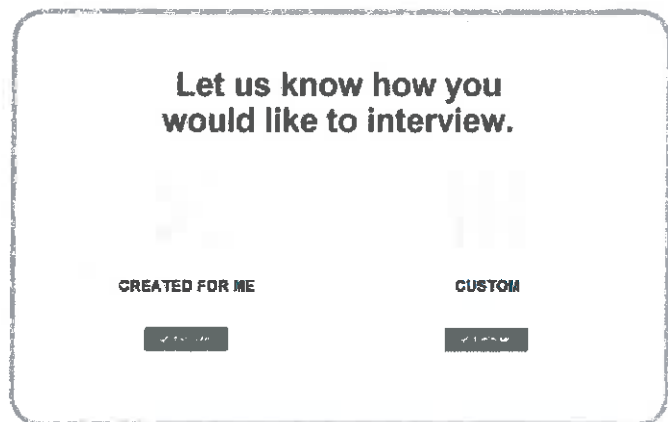 Let us know how you
would like to interview.
CREATED FOR ME
CUSTOM